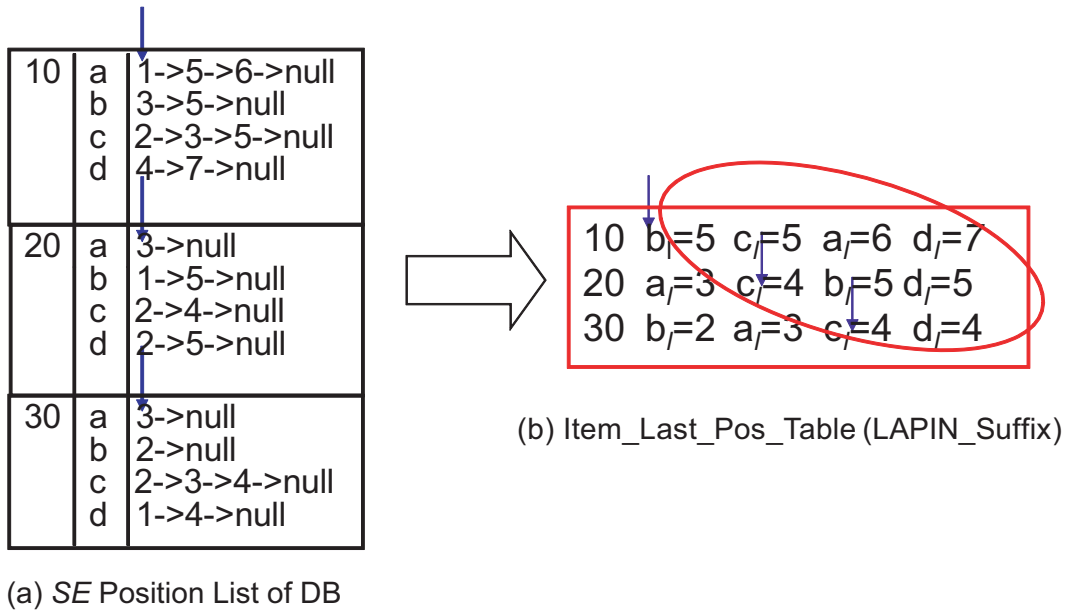 10 a 1->5->6->null
b 3->5->null
c 2->3->5->null
d 4->7->null
20 a 3->null
b 1->5->null
c 2->4->null
d 2->5->null
30 a 3->null
b 2->null
c 2->3->4->null
d 1->4->null
(a) SE Position List of DB
10 bl=5 cl=5 al=6 dl=7
20 al=3 cl=4 bl=5 dl=5
30 bl=2 al=3 cl=4 dl=4
(b) Item_Last_Pos_Table (LAPIN_Suffix)